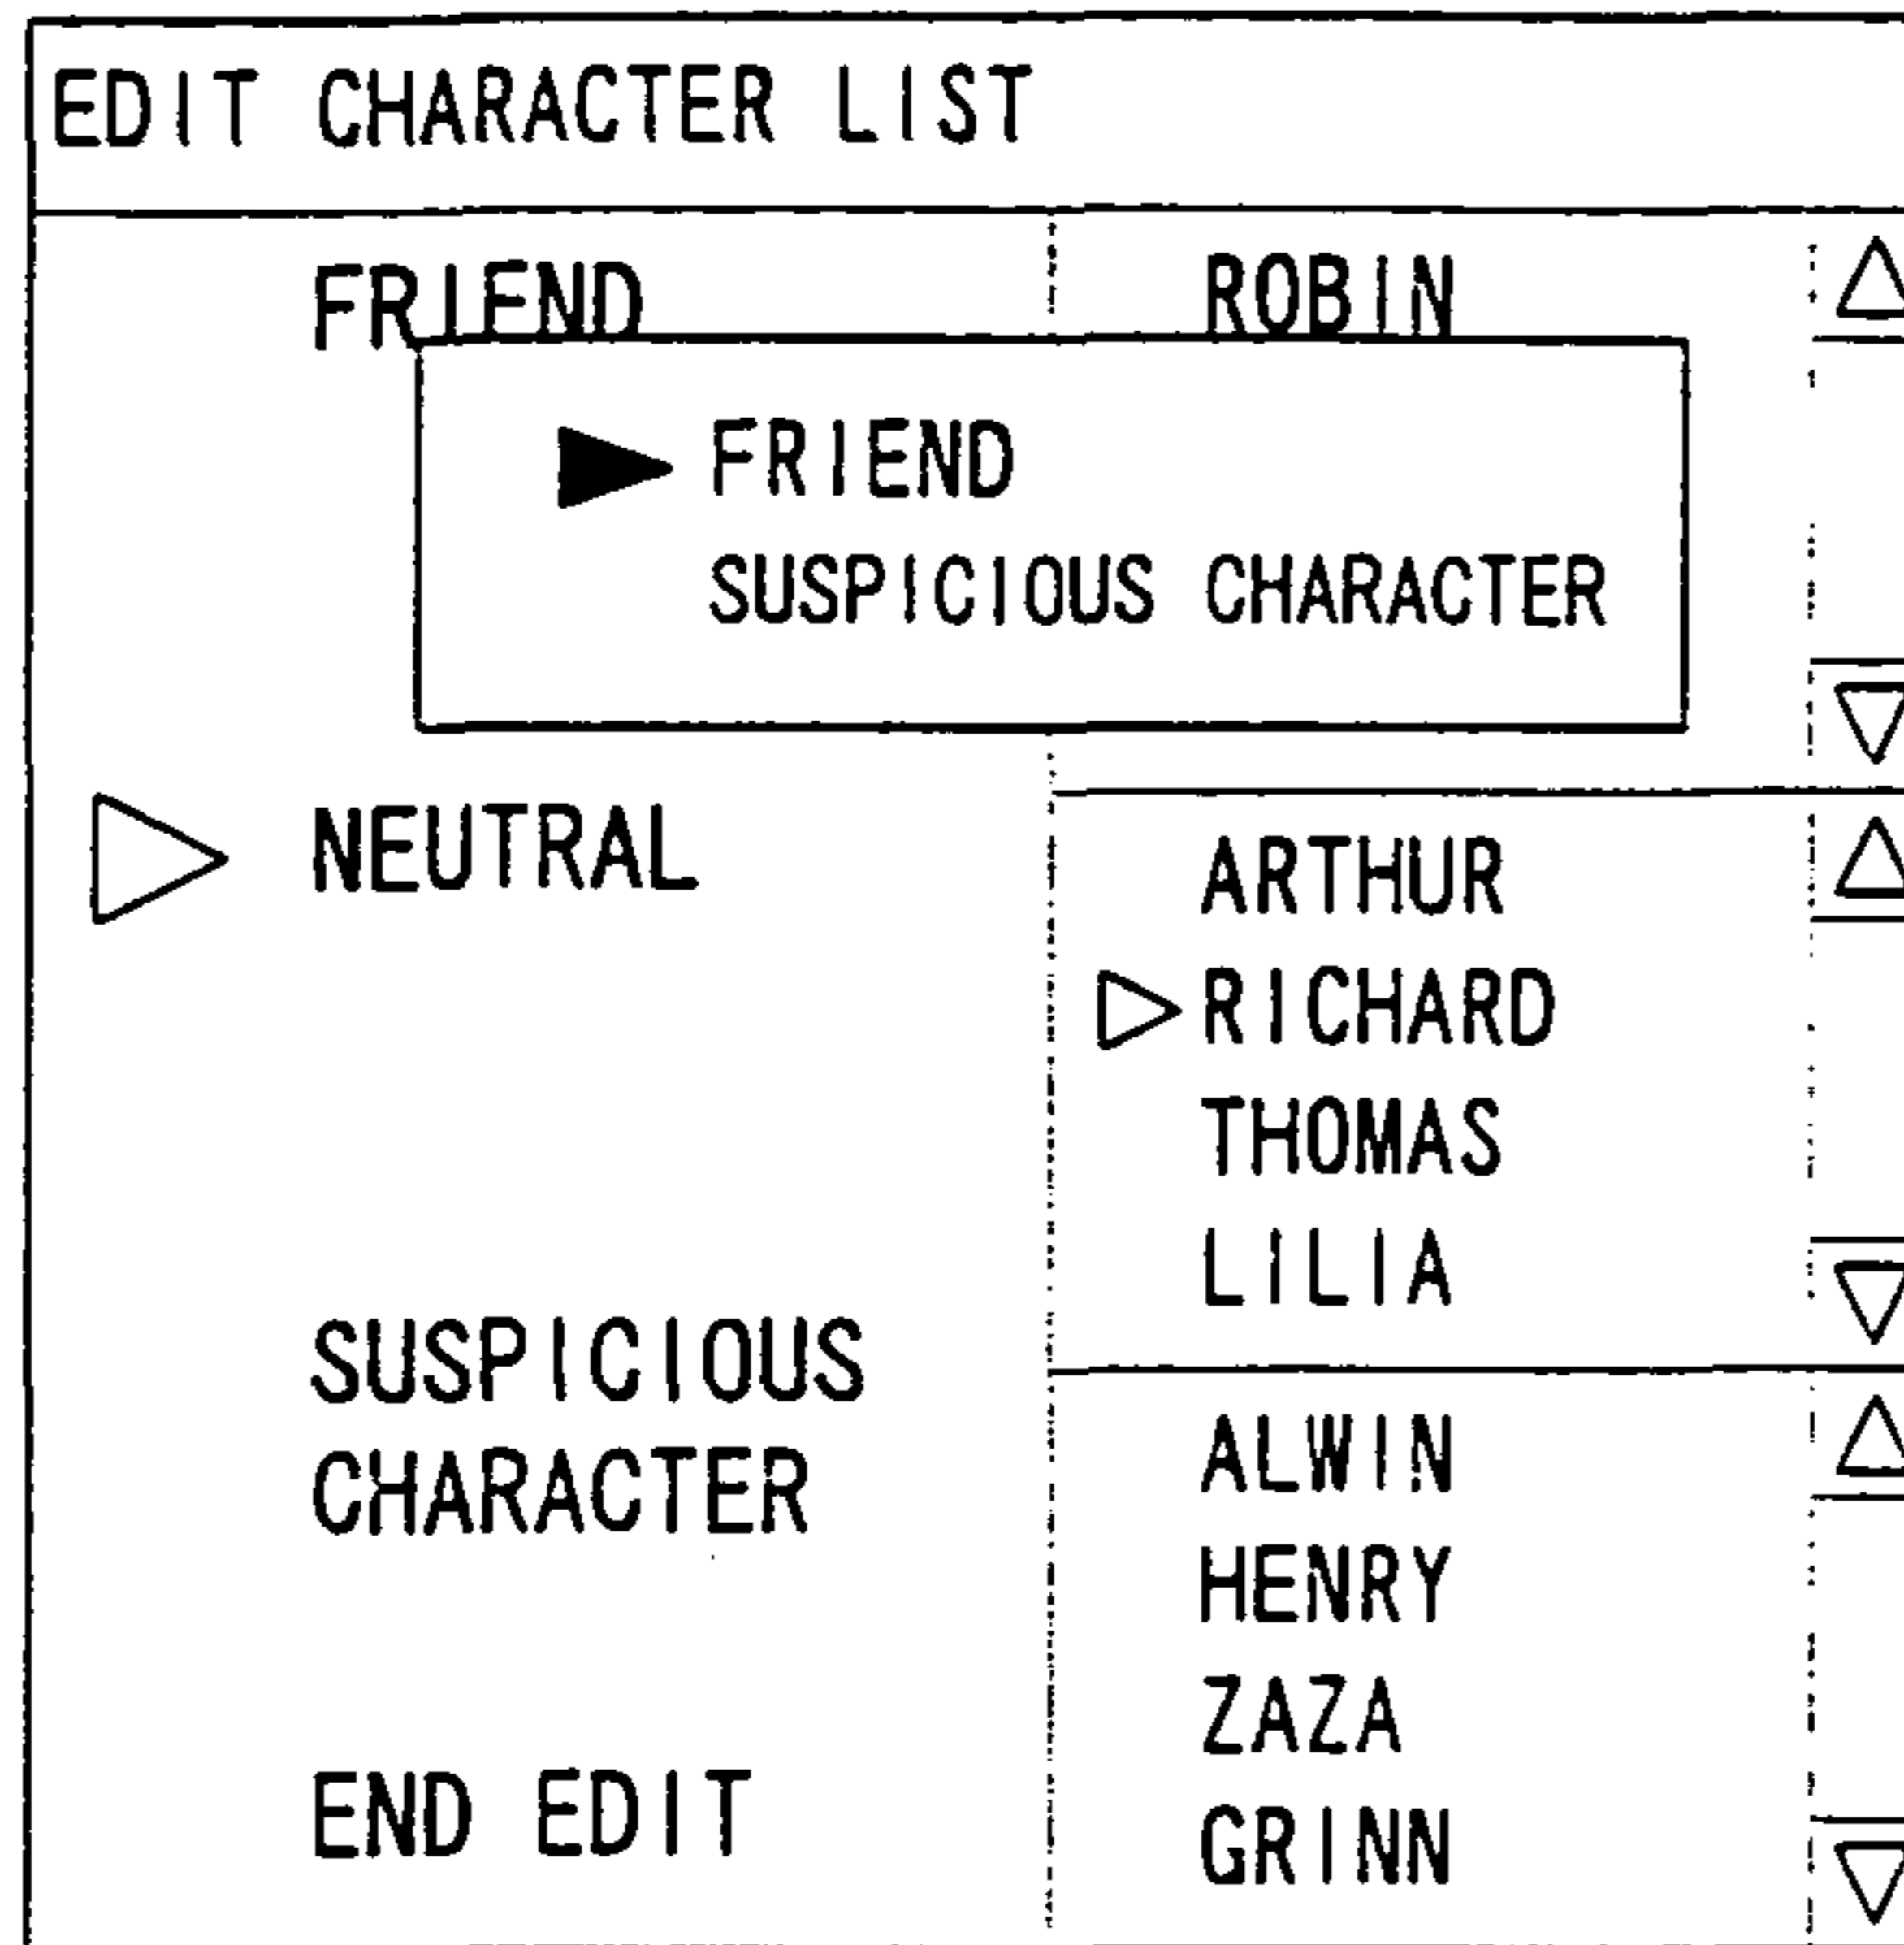 EDIT CHARACTER LIST
FRIEND ROBIN
FRIEND
SUSPICIOUS CHARACTER
NEUTRAL
ARTHUR
RICHARD
THOMAS
LILIA
SUSPICIOUS
CHARACTER
ALWIN
HENRY
ZAZA
GRINN
END EDIT